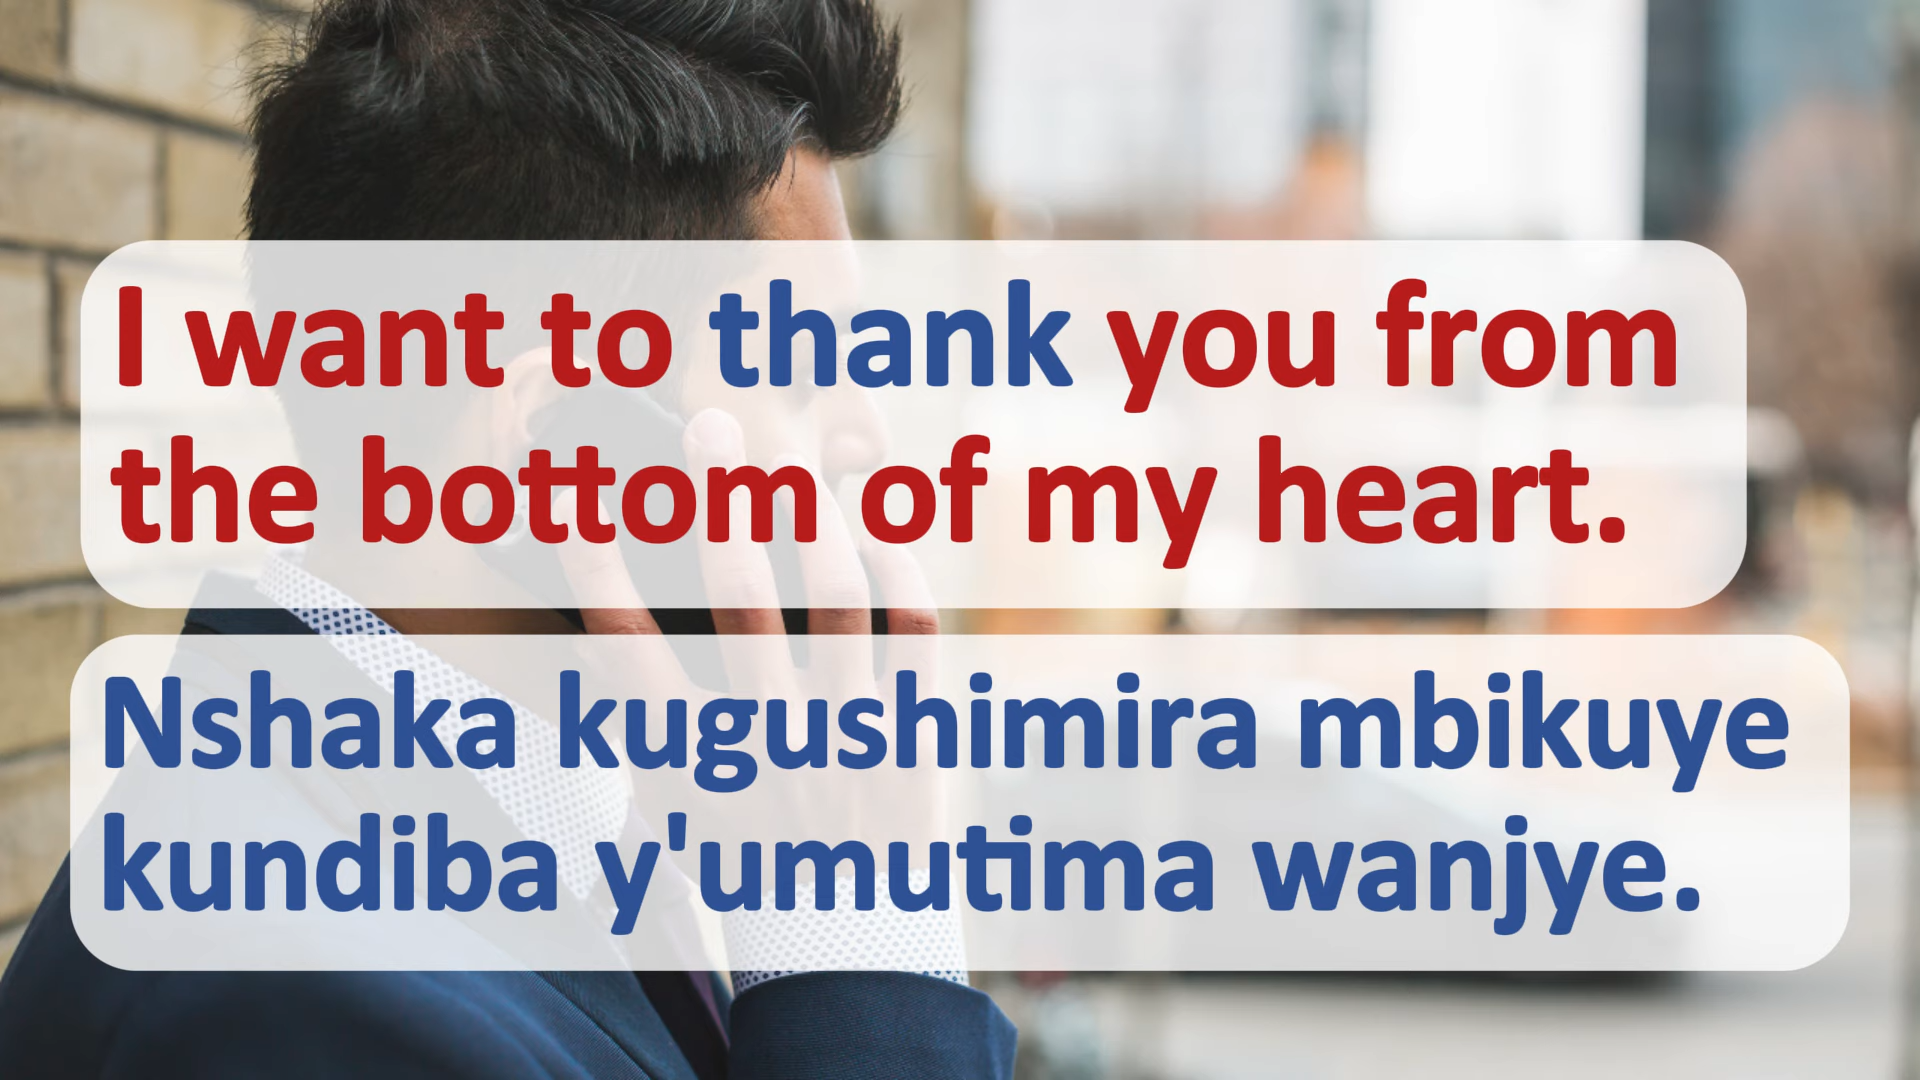 I want to thank you from
the bottom of my heart.
Nshaka kugushimira mbikuye
kundiba y'umutima wanjye.